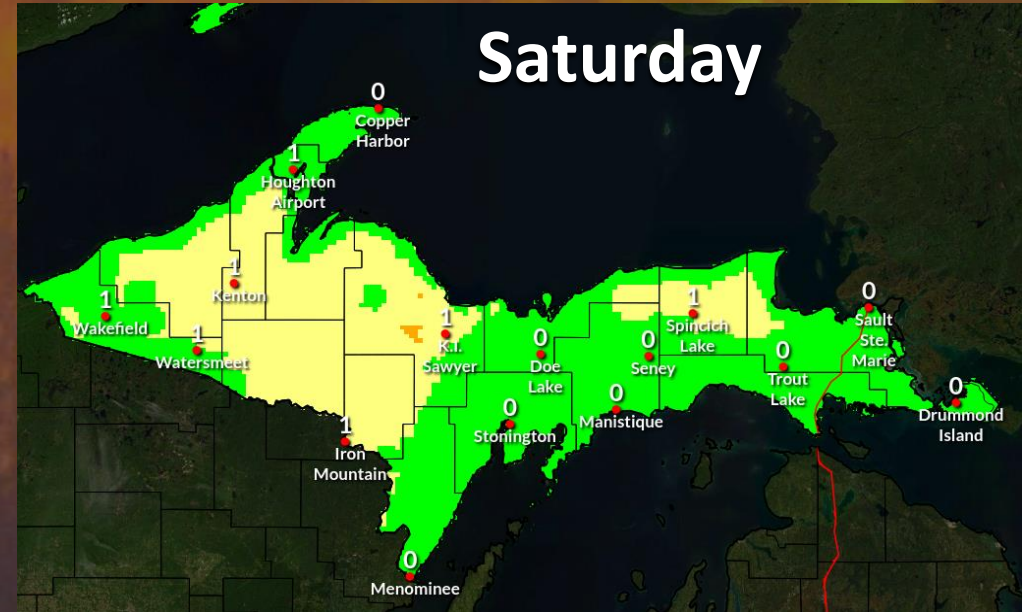 Saturday
0
Copper
Harbor
1
Houghton
Airport
1
Kenton
1
Wakefield
1
Watersmeet
1
K.I.
Sawyer
1
Iron
Mountain
0
Menominee
0
Stonington
0
Doe
Lake
0
Manistique
0
Seney
1
Spincich
Lake
0
Trout
Lake
0
Sault
Ste.
Marie
0
Drummond
Island